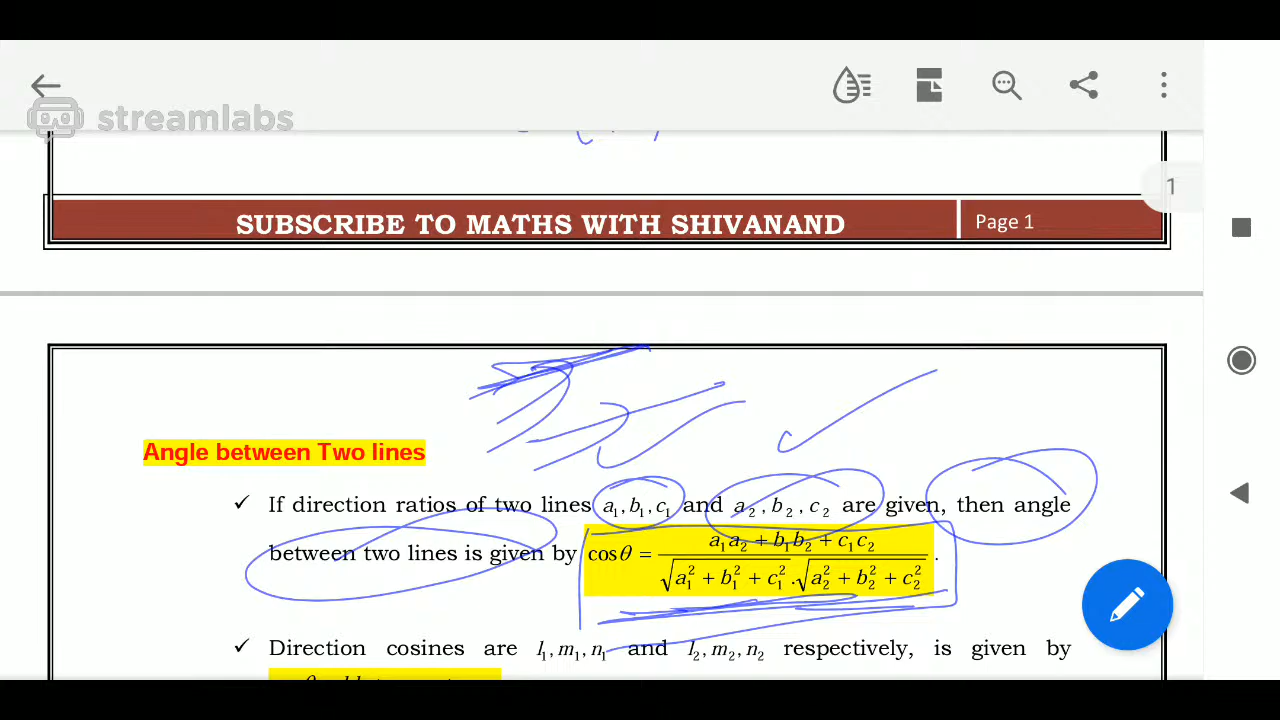 streamlabs
1
SUBSCRIBE TO MATHS WITH SHIVANAND
Page 1
Angle between Two lines
✓ If direction ratios of two lines a₁,b₁,c₁ and a₂,b₂,c₂ are given, then angle
between two lines is given by cosθ = (a₁a₂ + b₁b₂ + c₁c₂)/(√(a₁² + b₁² + c₁²).√(a₂² + b₂² + c₂²)) .
✓ Direction cosines are l₁,m₁,n₁ and l₂,m₂,n₂ respectively, is given by